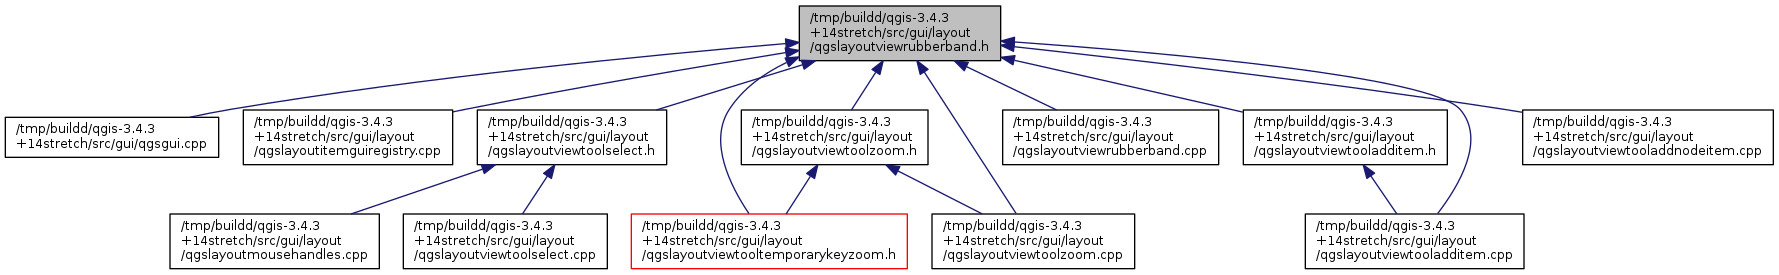 /tmp/buildd/qgis-3.4.3
+14stretch/src/gui/layout
/qgslayoutviewrubberband.h
/tmp/buildd/qgis-3.4.3
+14stretch/src/gui/qgsgui.cpp
/tmp/buildd/qgis-3.4.3
+14stretch/src/gui/layout
/qgslayoutitemguiregistry.cpp
/tmp/buildd/qgis-3.4.3
+14stretch/src/gui/layout
/qgslayoutviewtoolselect.h
/tmp/buildd/qgis-3.4.3
+14stretch/src/gui/layout
/qgslayoutviewtoolzoom.h
/tmp/buildd/qgis-3.4.3
+14stretch/src/gui/layout
/qgslayoutviewrubberband.cpp
/tmp/buildd/qgis-3.4.3
+14stretch/src/gui/layout
/qgslayoutviewtooladditem.h
/tmp/buildd/qgis-3.4.3
+14stretch/src/gui/layout
/qgslayoutviewtooladdnodeitem.cpp
/tmp/buildd/qgis-3.4.3
+14stretch/src/gui/layout
/qgslayoutmousehandles.cpp
/tmp/buildd/qgis-3.4.3
+14stretch/src/gui/layout
/qgslayoutviewtoolselect.cpp
/tmp/buildd/qgis-3.4.3
+14stretch/src/gui/layout
/qgslayoutviewtooltemporarykeyzoom.h
/tmp/buildd/qgis-3.4.3
+14stretch/src/gui/layout
/qgslayoutviewtoolzoom.cpp
/tmp/buildd/qgis-3.4.3
+14stretch/src/gui/layout
/qgslayoutviewtooladditem.cpp